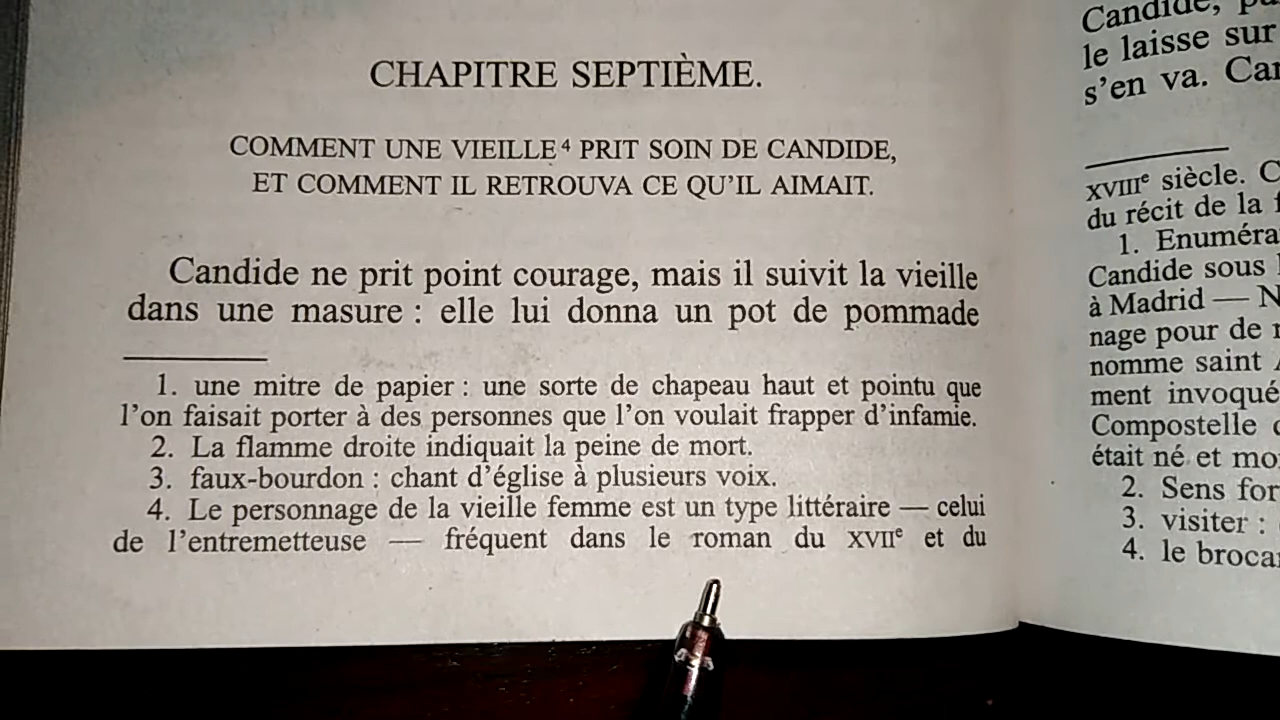 CHAPITRE SEPTIÈME.
COMMENT UNE VIEILLE⁴ PRIT SOIN DE CANDIDE,
ET COMMENT IL RETROUVA CE QU'IL AIMAIT.
Candide ne prit point courage, mais il suivit la vieille
dans une masure : elle lui donna un pot de pommade
1. une mitre de papier : une sorte de chapeau haut et pointu que
l'on faisait porter à des personnes que l'on voulait frapper d'infamie.
2. La flamme droite indiquait la peine de mort.
3. faux-bourdon : chant d'église à plusieurs voix.
4. Le personnage de la vieille femme est un type littéraire — celui
de l'entremetteuse — fréquent dans le roman du XVIIᵉ et du
Candide,
le laisse sur
s'en va.
XVIIIᵉ siècle.
du récit de la
1.
Candide sous
à Madrid —
nage pour de
nomme saint
ment invoqué
Compostelle
était né et
2. Sens
3. visiter :
4. le